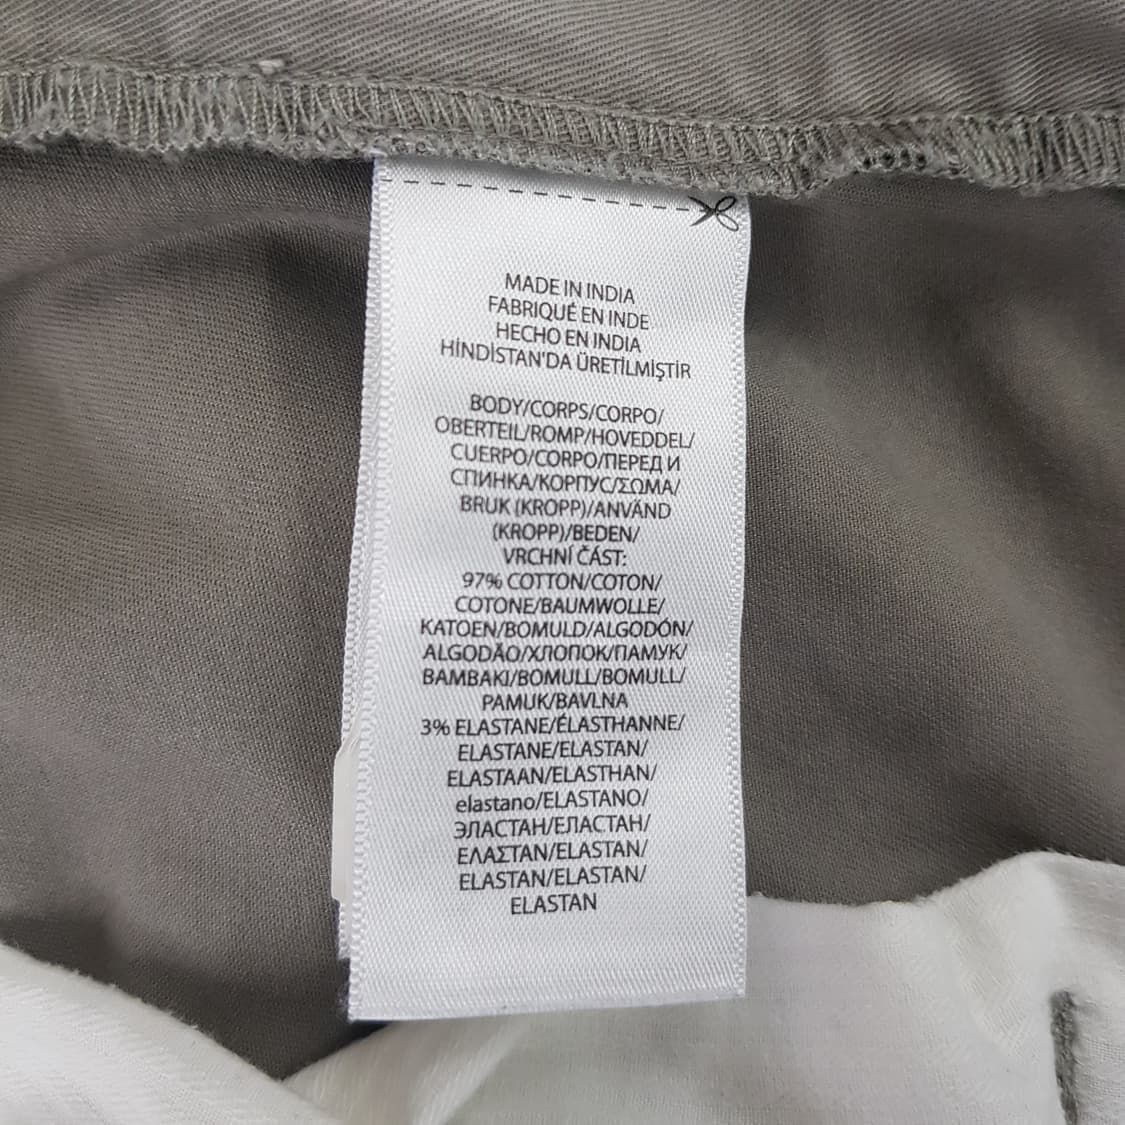 MADE IN INDIA
FABRIQUÉ EN INDE
HECHO EN INDIA
HİNDİSTAN'DA ÜRETİLMİŞTİR
BODY/CORPS/CORPO/
OBERTEIL/ROMP/HOVEDDEL/
CUERPO/CORPO/ПЕРЕД И
СПИНКА/КОРПУС/ΣΩΜΑ/
BRUK (KROPP)/ANVÄND
(KROPP)/BEDEN/
VRCHNÍ ČÁST:
97% COTTON/COTON/
COTONE/BAUMWOLLE/
KATOEN/BOMULD/ALGODÓN/
ALGODÃO/ХЛОПОК/ПАМУК/
BAMBAKI/BOMULL/BOMULL/
PAMUK/BAVLNA
3% ELASTANE/ÉLASTHANNE/
ELASTANE/ELASTAN/
ELASTAAN/ELASTHAN/
elastano/ELASTANO/
ЭЛАСТАН/ЕЛАСТАН/
ΕΛΑΣΤΑΝ/ELASTAN/
ELASTAN/ELASTAN/
ELASTAN